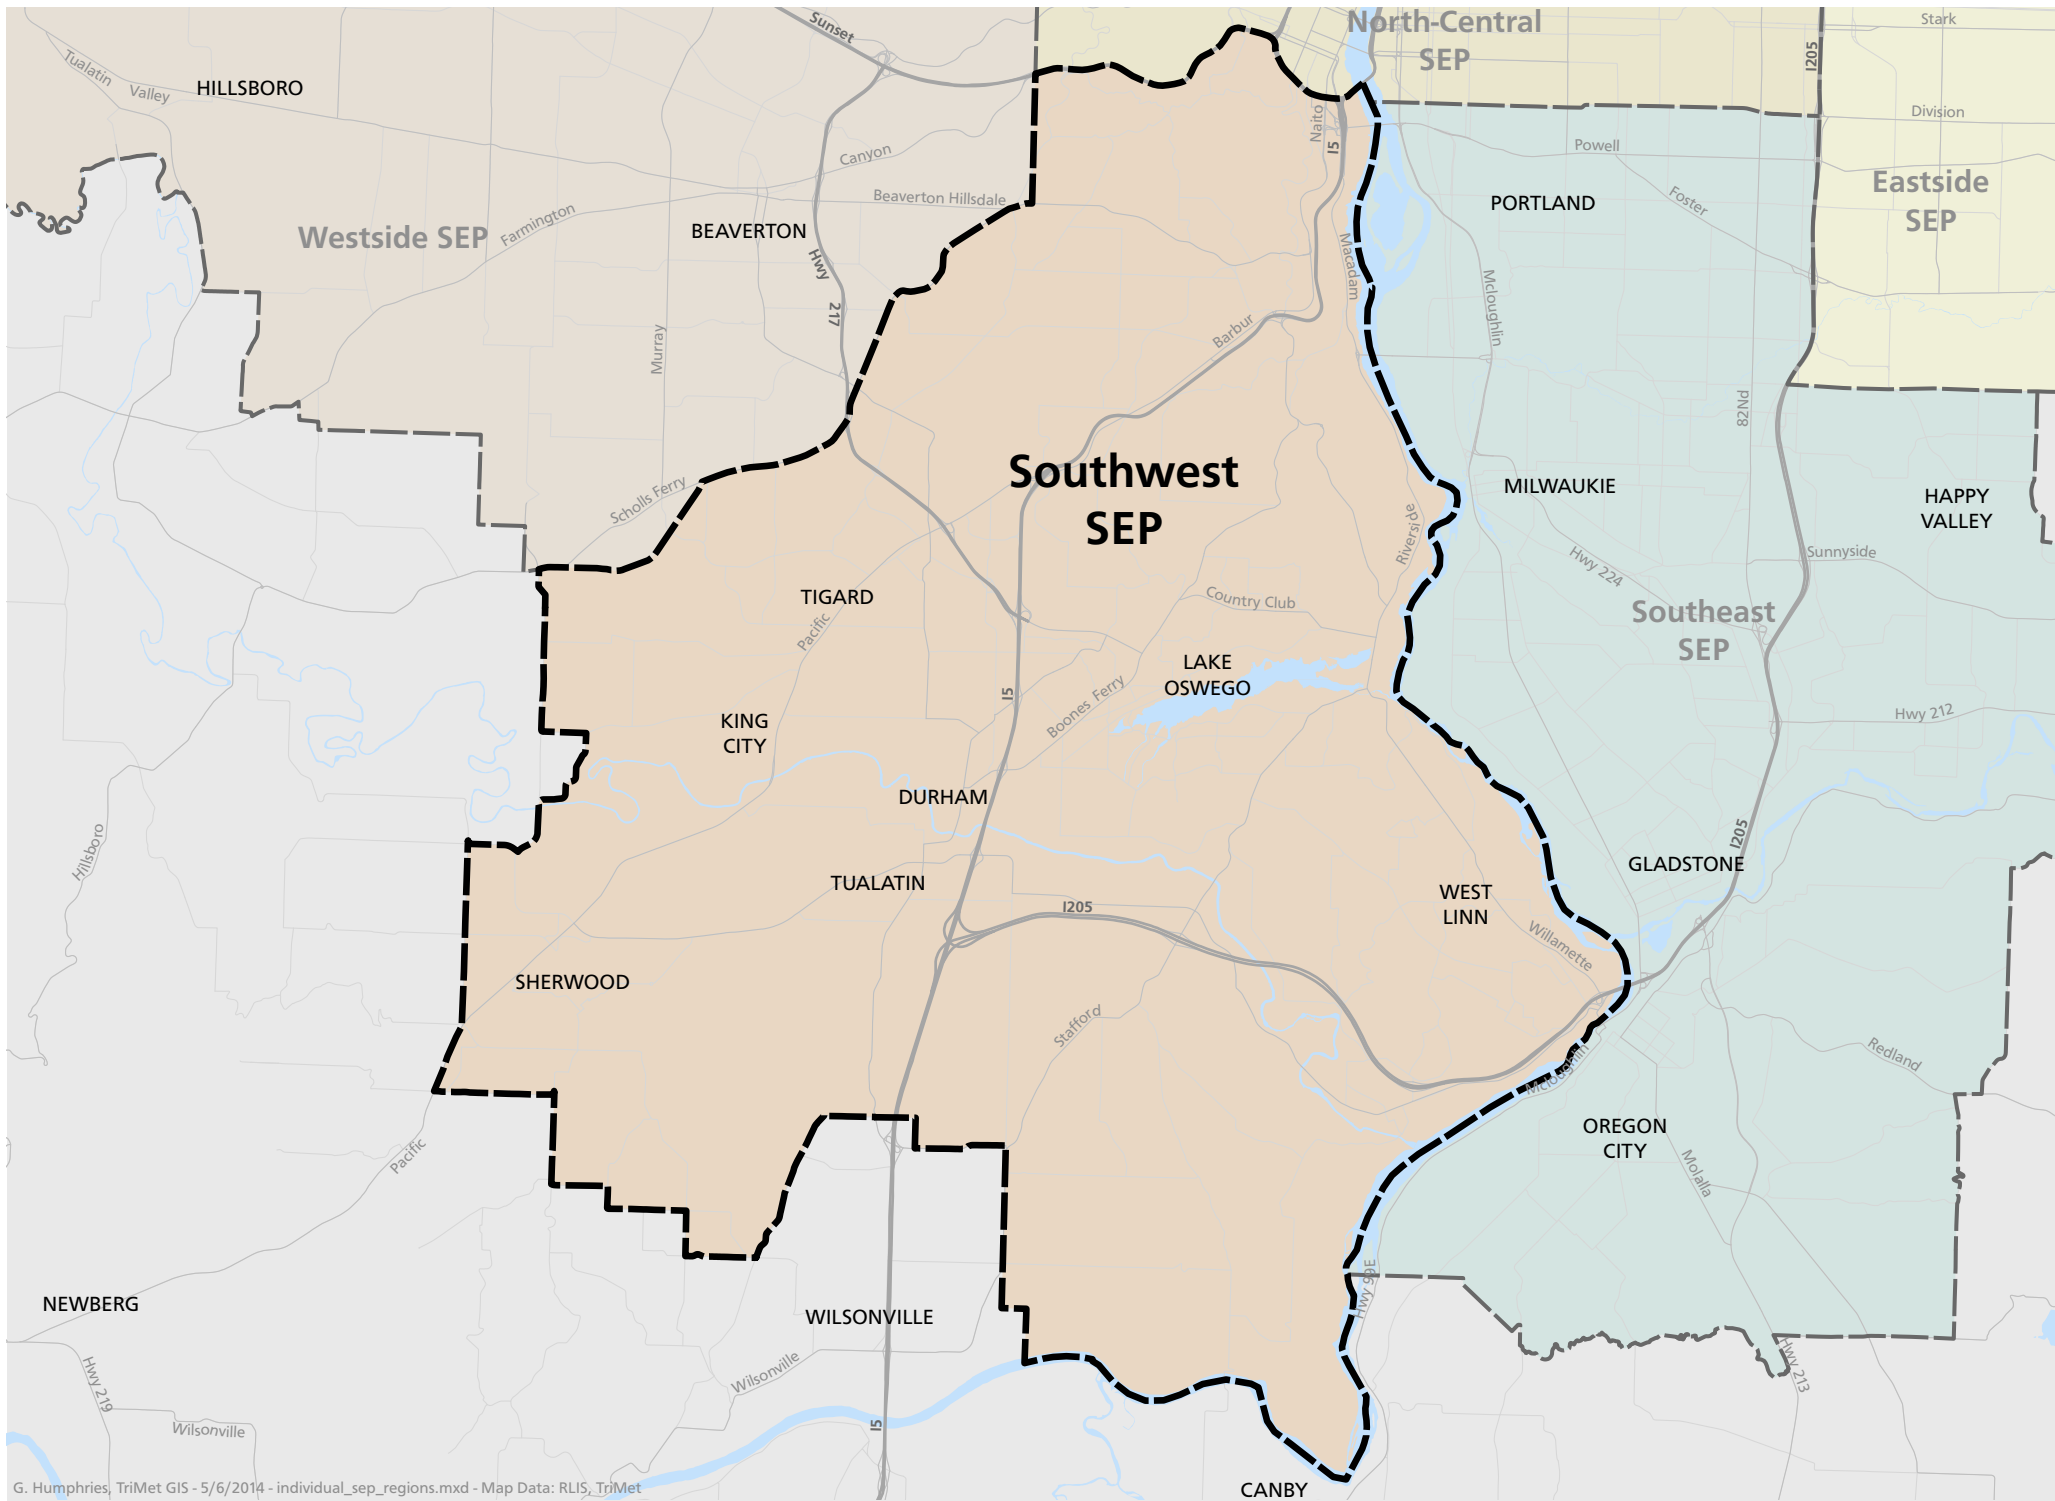 Sunset
North-Central
SEP
Stark
I205
Tualatin
Valley
HILLSBORO
Naito
I5
Division
Canyon
Powell
Beaverton Hillsdale
Eastside
SEP
Foster
PORTLAND
Westside SEP
Farmington
BEAVERTON
Hwy
217
Macadam
Mcloughlin
Murray
Barbur
82Nd
Southwest
SEP
Scholls Ferry
MILWAUKIE
HAPPY
VALLEY
Riverside
Hwy 224
Sunnyside
TIGARD
Pacific
Country Club
Southeast
SEP
LAKE
OSWEGO
I5
Boones Ferry
KING
CITY
Hwy 212
DURHAM
Hillsboro
I205
GLADSTONE
TUALATIN
WEST
LINN
I205
Willamette
SHERWOOD
Stafford
Mcloughlin
Redland
OREGON
CITY
Pacific
Molalla
Hwy 99E
NEWBERG
WILSONVILLE
Hwy 219
Wilsonville
Hwy 213
Wilsonville
I5
G. Humphries, TriMet GIS - 5/6/2014 - individual_sep_regions.mxd - Map Data: RLIS, TriMet
CANBY